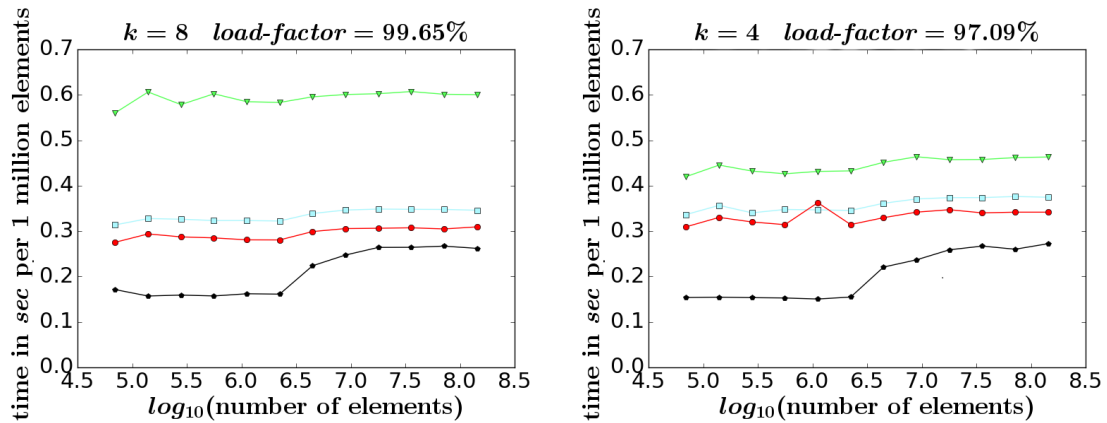 k = 8 load-factor = 99.65%
time in sec per 1 million elements
0.7
0.6
0.5
0.4
0.3
0.2
0.1
0.0
4.5 5.0 5.5 6.0 6.5 7.0 7.5 8.0 8.5
log10(number of elements)
k = 4 load-factor = 97.09%
time in sec per 1 million elements
0.7
0.6
0.5
0.4
0.3
0.2
0.1
0.0
4.5 5.0 5.5 6.0 6.5 7.0 7.5 8.0 8.5
log10(number of elements)